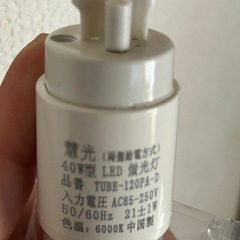 慧光(両側給電方式)
40W型 LED 蛍光灯
品番 TUBE-120PA-D
入力電圧 AC85-250V
50/60Hz 21±1W
色温: 6000K 中国製